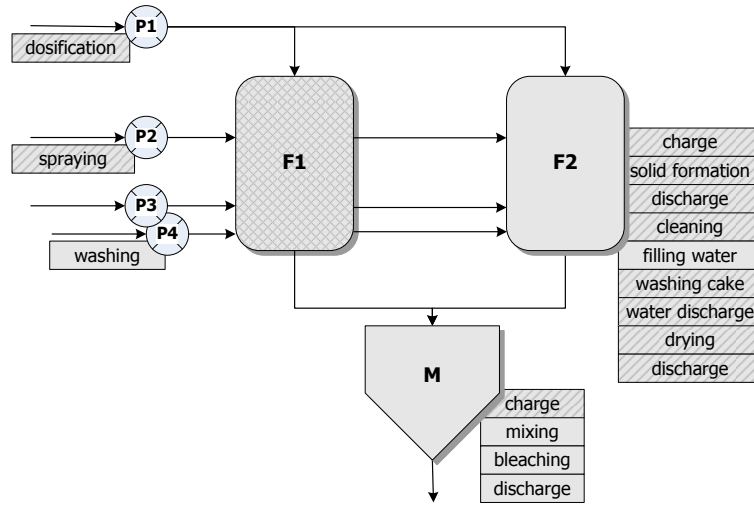 P1
dosification
P2
spraying
P3
P4
washing
F1
F2
charge
solid formation
discharge
cleaning
filling water
washing cake
water discharge
drying
discharge
M
charge
mixing
bleaching
discharge